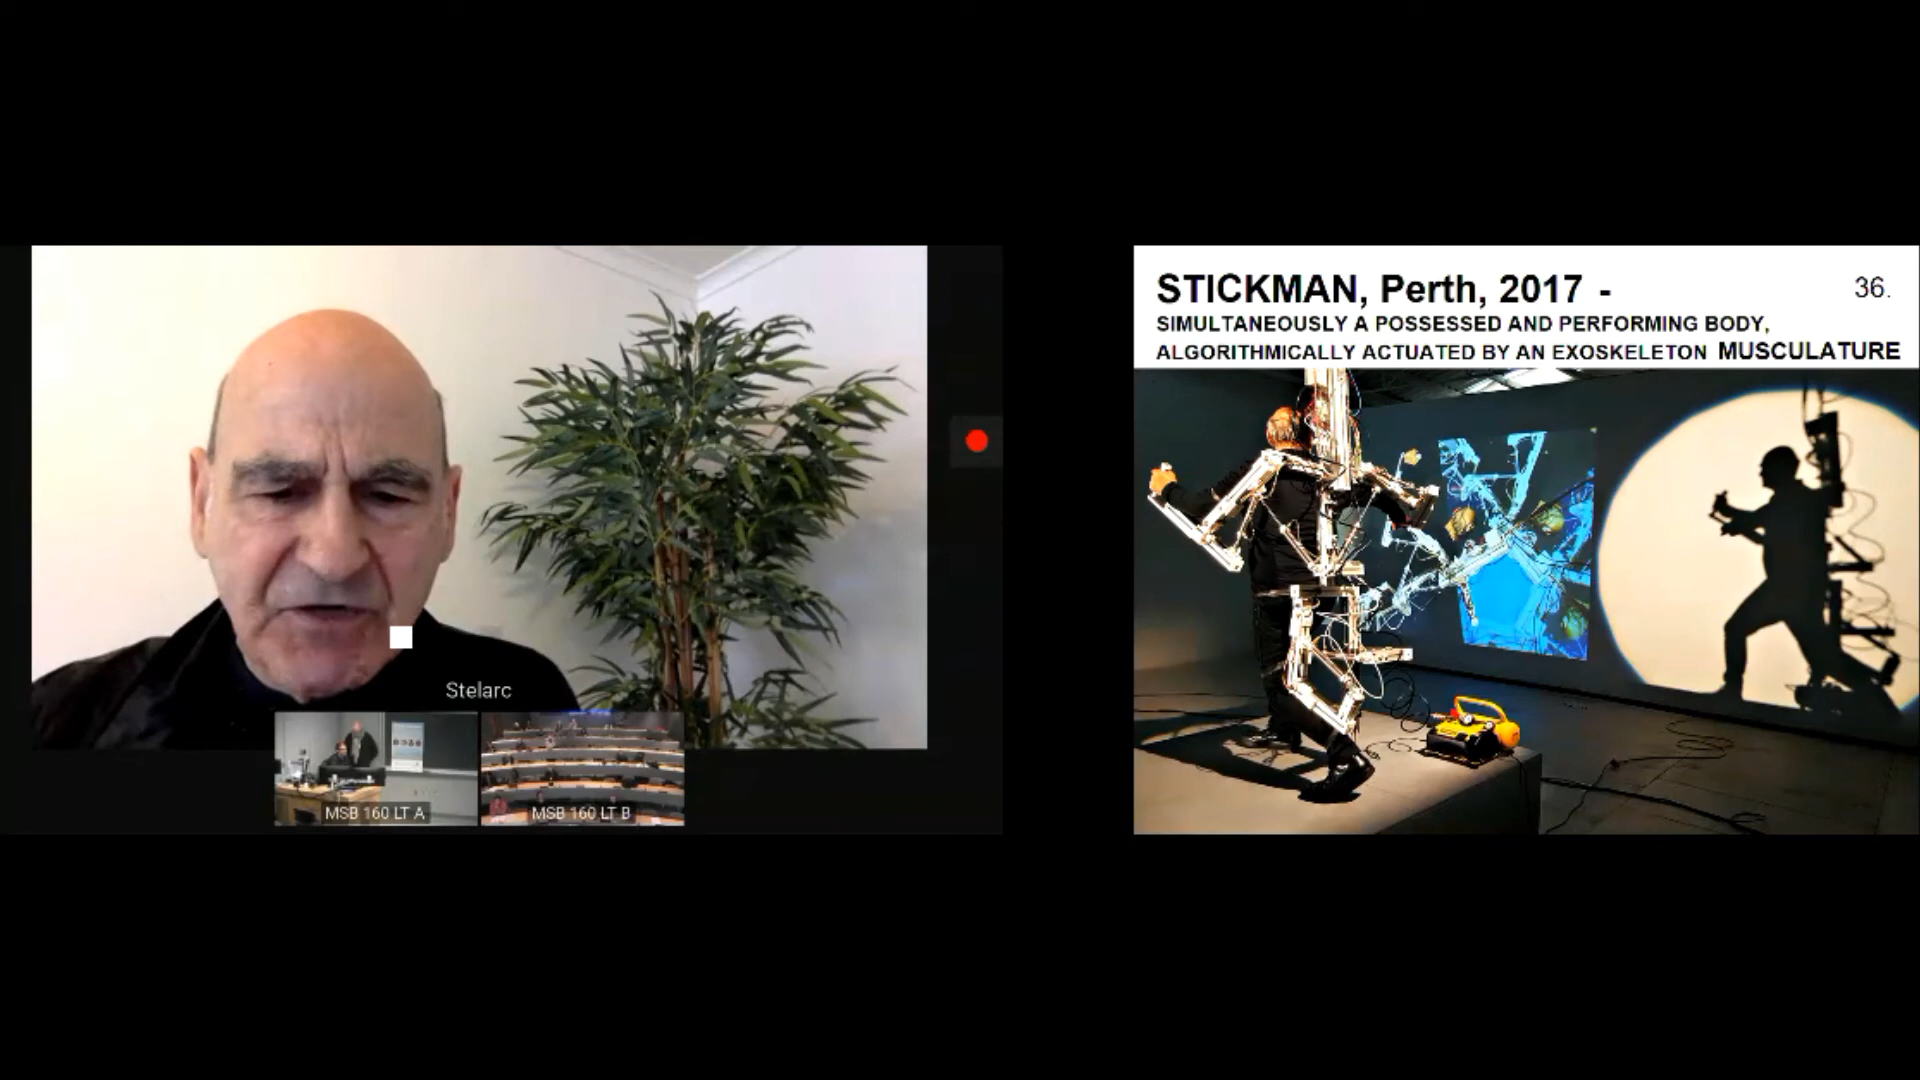 Stelarc
MSB 160 LT A
MSB 160 LT B
STICKMAN, Perth, 2017 -
36.
SIMULTANEOUSLY A POSSESSED AND PERFORMING BODY,
ALGORITHMICALLY ACTUATED BY AN EXOSKELETON MUSCULATURE